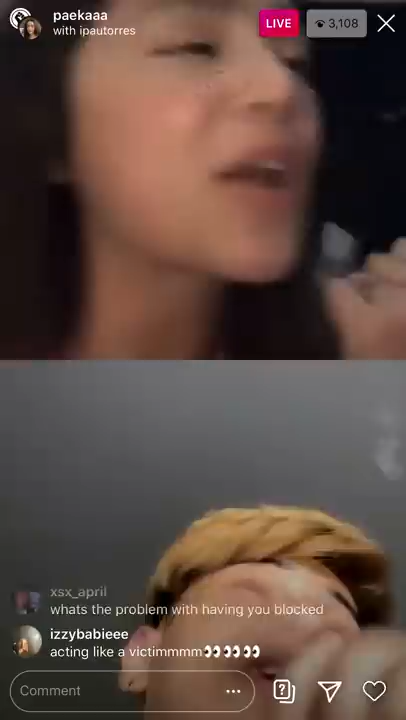 paekaaa
with ipautorres
LIVE
3,108
xsx_april
whats the problem with having you blocked
izzybabieee
acting like a victimmmm👀👀👀
Comment